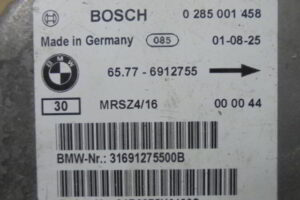 BOSCH 0 285 001 458
Made in Germany 085 01-08-25
BMW 65.77 - 6912755
30 MRSZ4/16 00 00 44
BMW-Nr.: 31691275500B